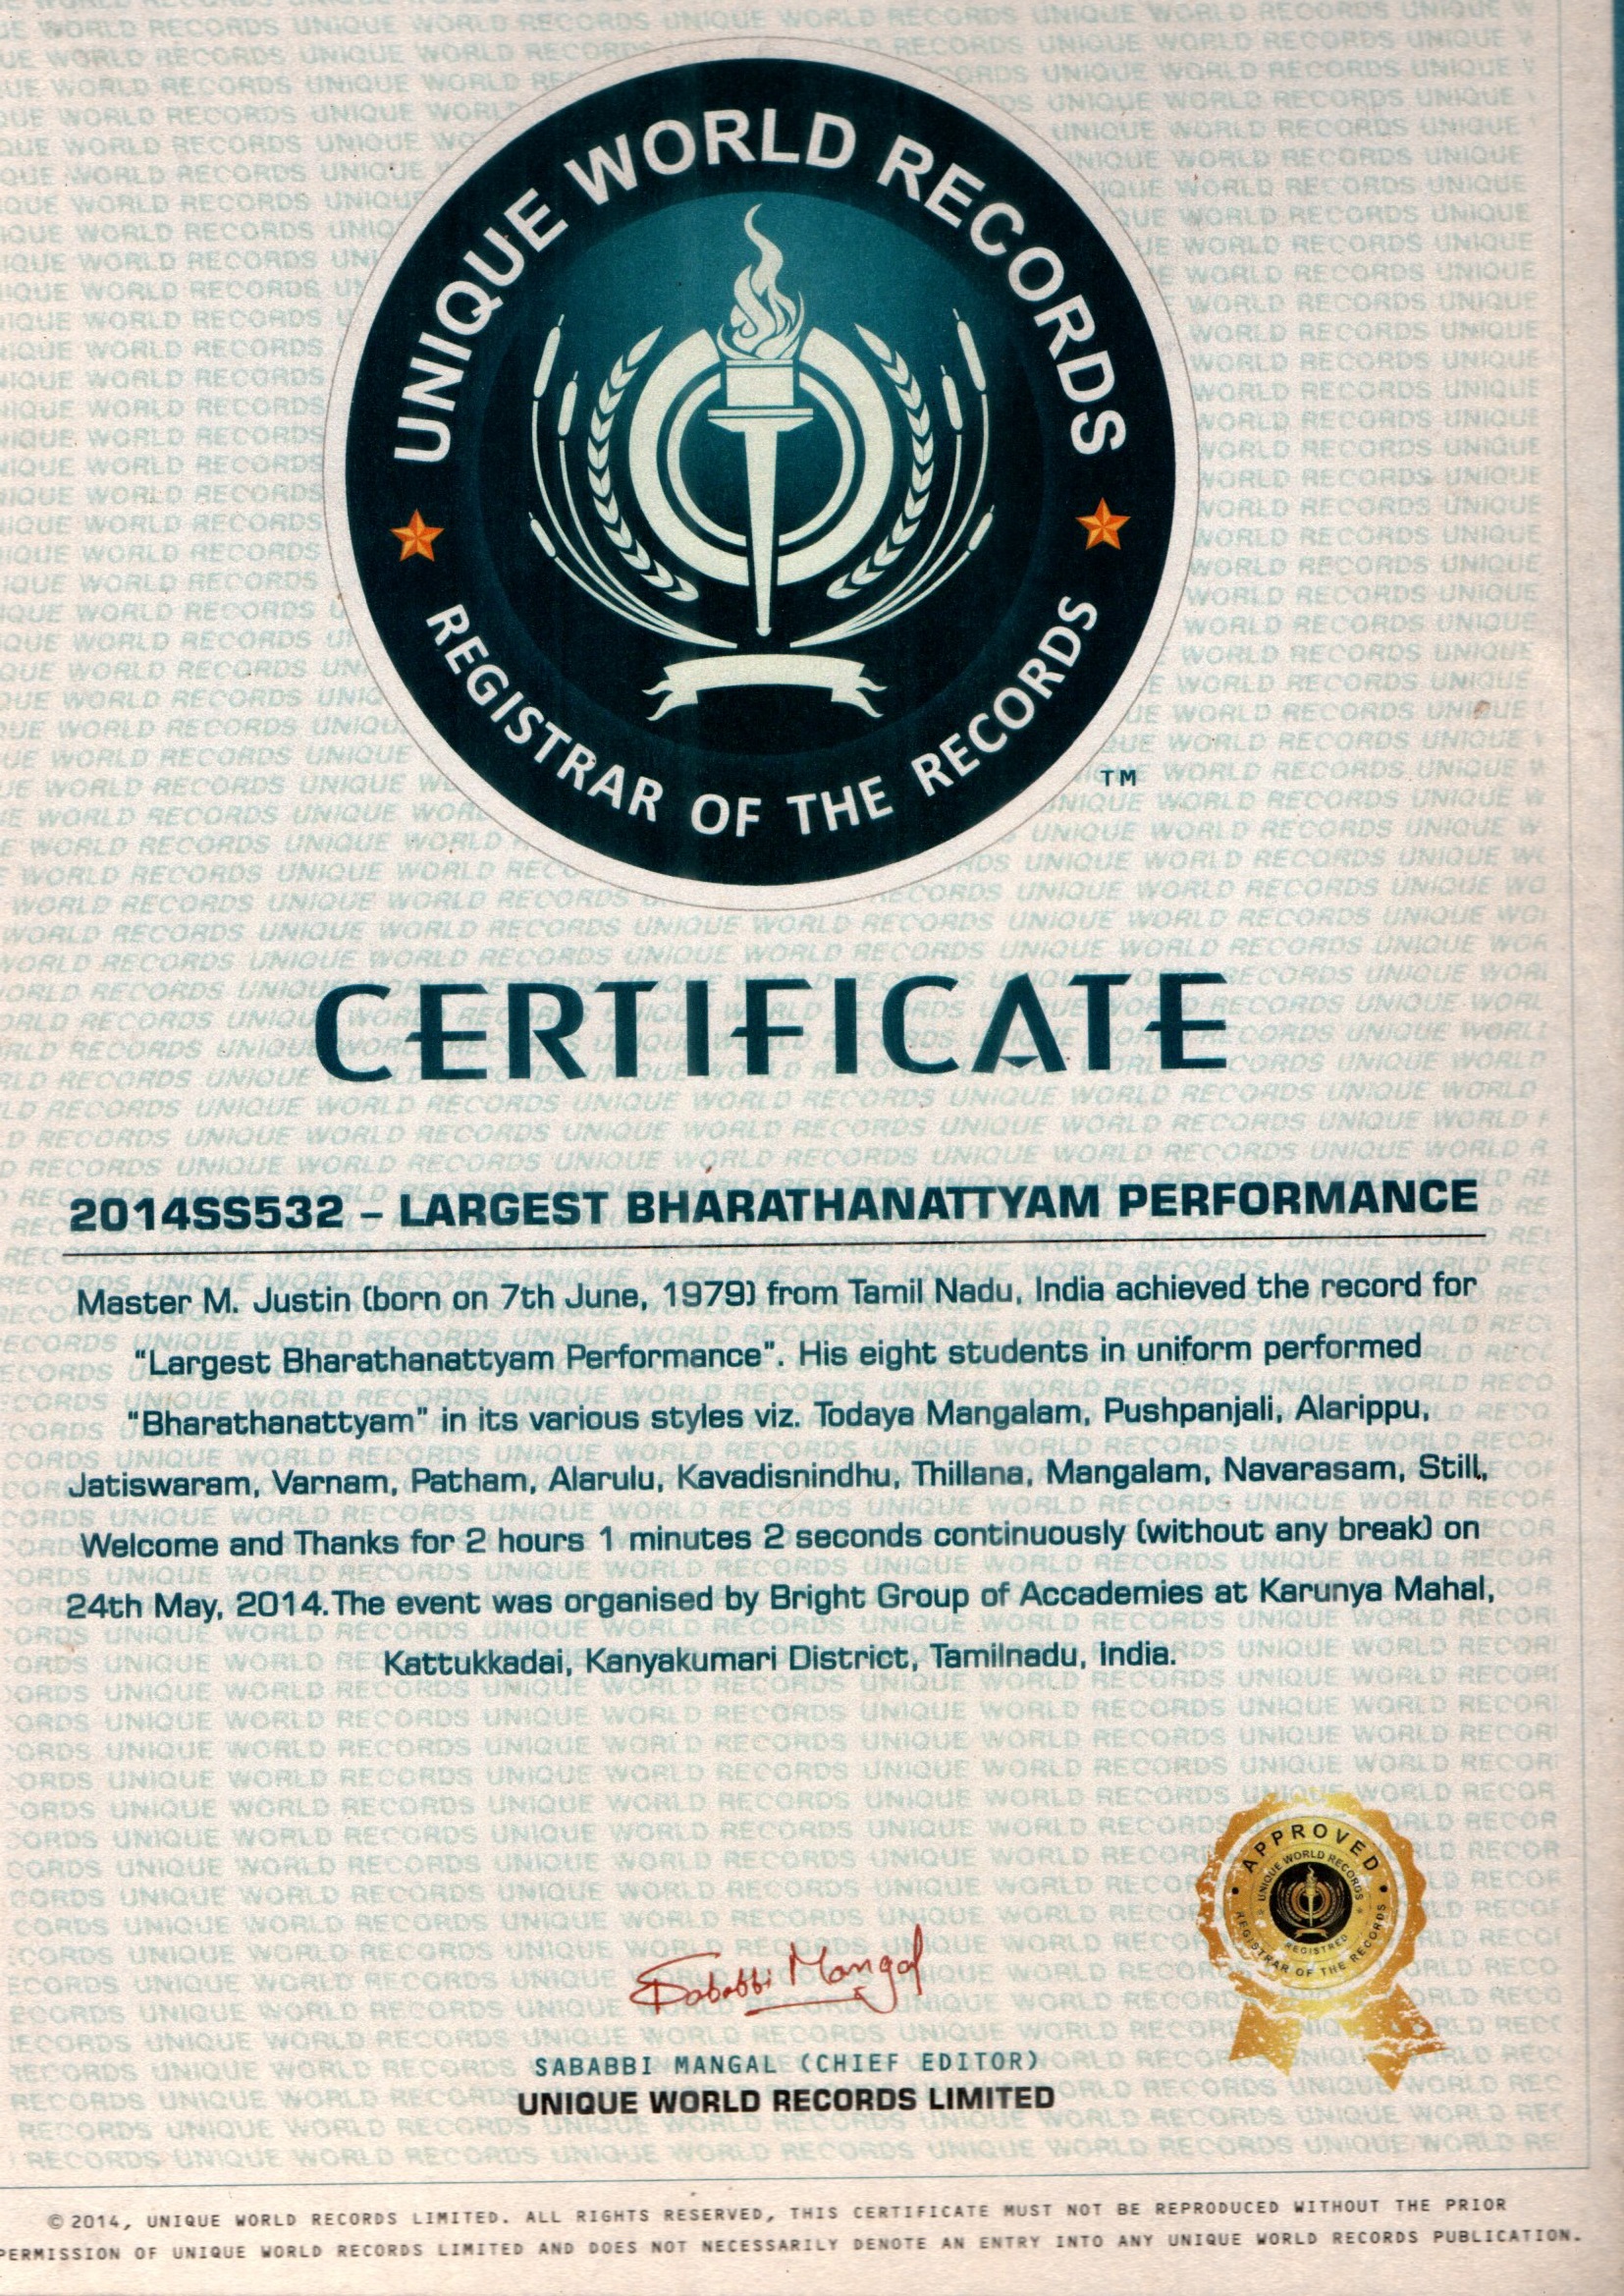 UNIQUE WORLD RECORDS
REGISTRAR OF THE RECORDS
TM
CERTIFICATE
2014SS532 – LARGEST BHARATHANATTYAM PERFORMANCE
Master M. Justin (born on 7th June, 1979) from Tamil Nadu, India achieved the record for
“Largest Bharathanattyam Performance”. His eight students in uniform performed
“Bharathanattyam” in its various styles viz. Todaya Mangalam, Pushpanjali, Alarippu,
Jatiswaram, Varnam, Patham, Alarulu, Kavadisnindhu, Thillana, Mangalam, Navarasam, Still,
Welcome and Thanks for 2 hours 1 minutes 2 seconds continuously (without any break) on
24th May, 2014.The event was organised by Bright Group of Accademies at Karunya Mahal,
Kattukkadai, Kanyakumari District, Tamilnadu, India.
APPROVED
UNIQUE WORLD RECORDS
REGISTRED
REGISTRAR OF THE RECORDS
Sababbi Mangal
SABABBI MANGAL (CHIEF EDITOR)
UNIQUE WORLD RECORDS LIMITED
©2014, UNIQUE WORLD RECORDS LIMITED. ALL RIGHTS RESERVED, THIS CERTIFICATE MUST NOT BE REPRODUCED WITHOUT THE PRIOR
PERMISSION OF UNIQUE WORLD RECORDS LIMITED AND DOES NOT NECESSARILY DENOTE AN ENTRY INTO ANY UNIQUE WORLD RECORDS PUBLICATION.